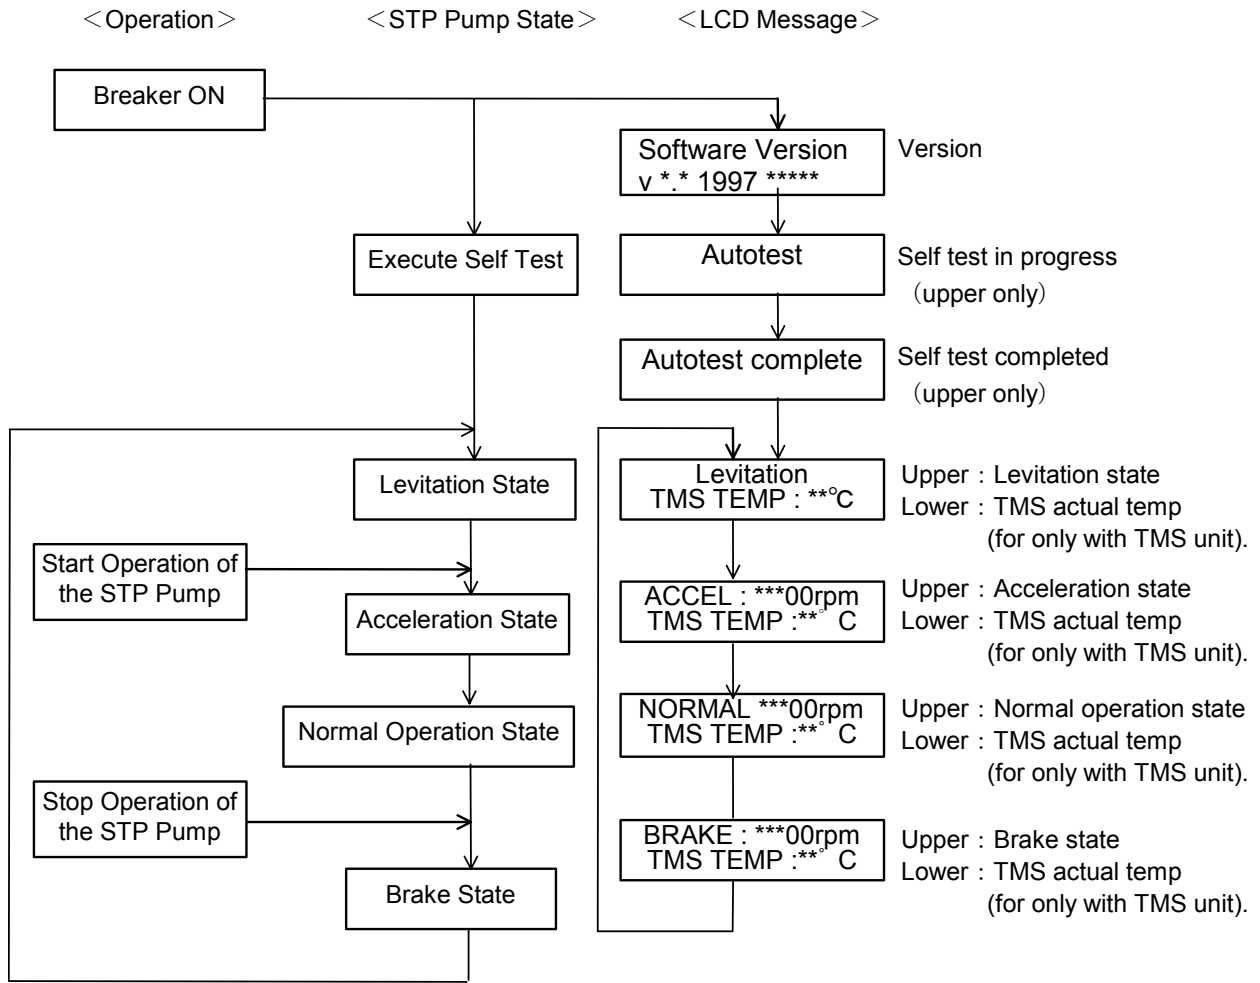 ＜Operation＞ ＜STP Pump State＞ ＜LCD Message＞
Breaker ON
Software Version
v *.* 1997 *****
Version
Execute Self Test
Autotest
Self test in progress
（upper only）
Autotest complete
Self test completed
（upper only）
Levitation State
Levitation
TMS TEMP : **°C
Upper：Levitation state
Lower：TMS actual temp
(for only with TMS unit).
Start Operation of
the STP Pump
Acceleration State
ACCEL : ***00rpm
TMS TEMP :**° C
Upper：Acceleration state
Lower：TMS actual temp
(for only with TMS unit).
Normal Operation State
NORMAL ***00rpm
TMS TEMP :**° C
Upper：Normal operation state
Lower：TMS actual temp
(for only with TMS unit).
Stop Operation of
the STP Pump
Brake State
BRAKE : ***00rpm
TMS TEMP :**° C
Upper：Brake state
Lower：TMS actual temp
(for only with TMS unit).